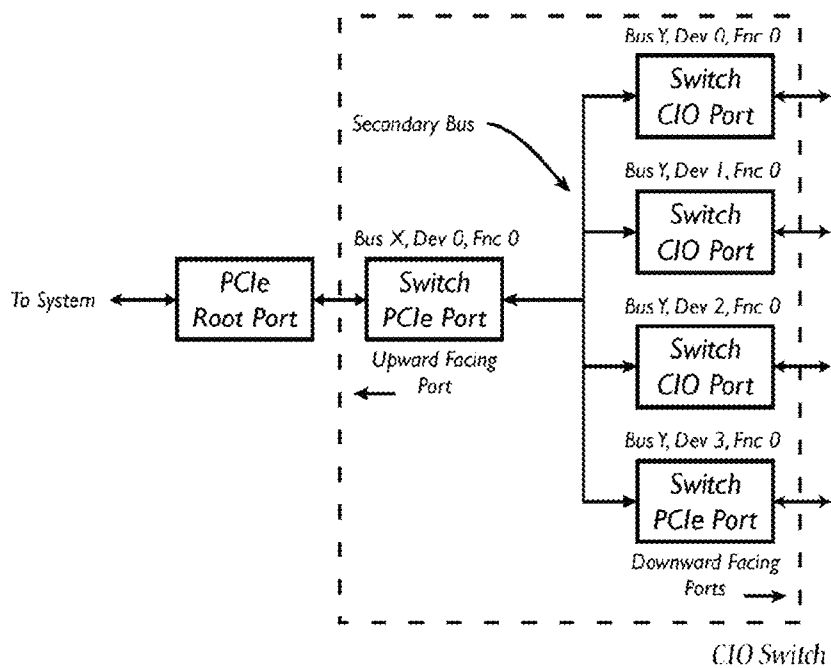 Bus Y, Dev 0, Fnc 0
Switch
CIO Port
Secondary Bus
Bus Y, Dev 1, Fnc 0
Switch
CIO Port
Bus X, Dev 0, Fnc 0
To System
PCIe
Root Port
Switch
PCIe Port
Upward Facing
Port
Bus Y, Dev 2, Fnc 0
Switch
CIO Port
Bus Y, Dev 3, Fnc 0
Switch
PCIe Port
Downward Facing
Ports
CIO Switch